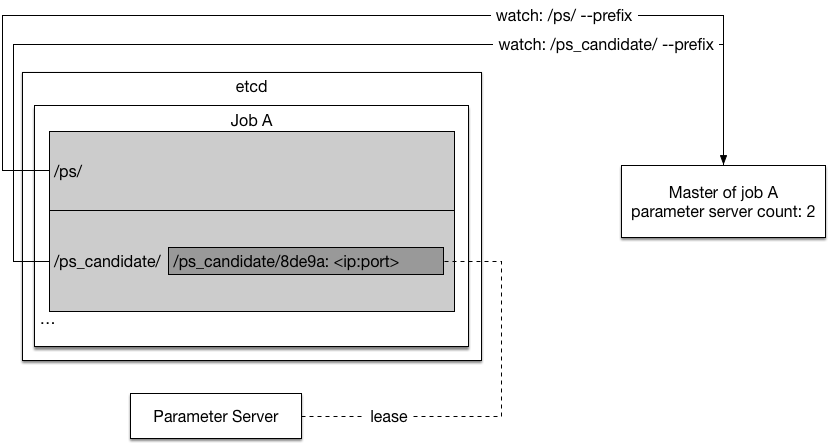 watch: /ps/ --prefix
watch: /ps_candidate/ --prefix
etcd
Job A
/ps/
Master of job A
parameter server count: 2
/ps_candidate/
/ps_candidate/8de9a: <ip:port>
...
Parameter Server
lease